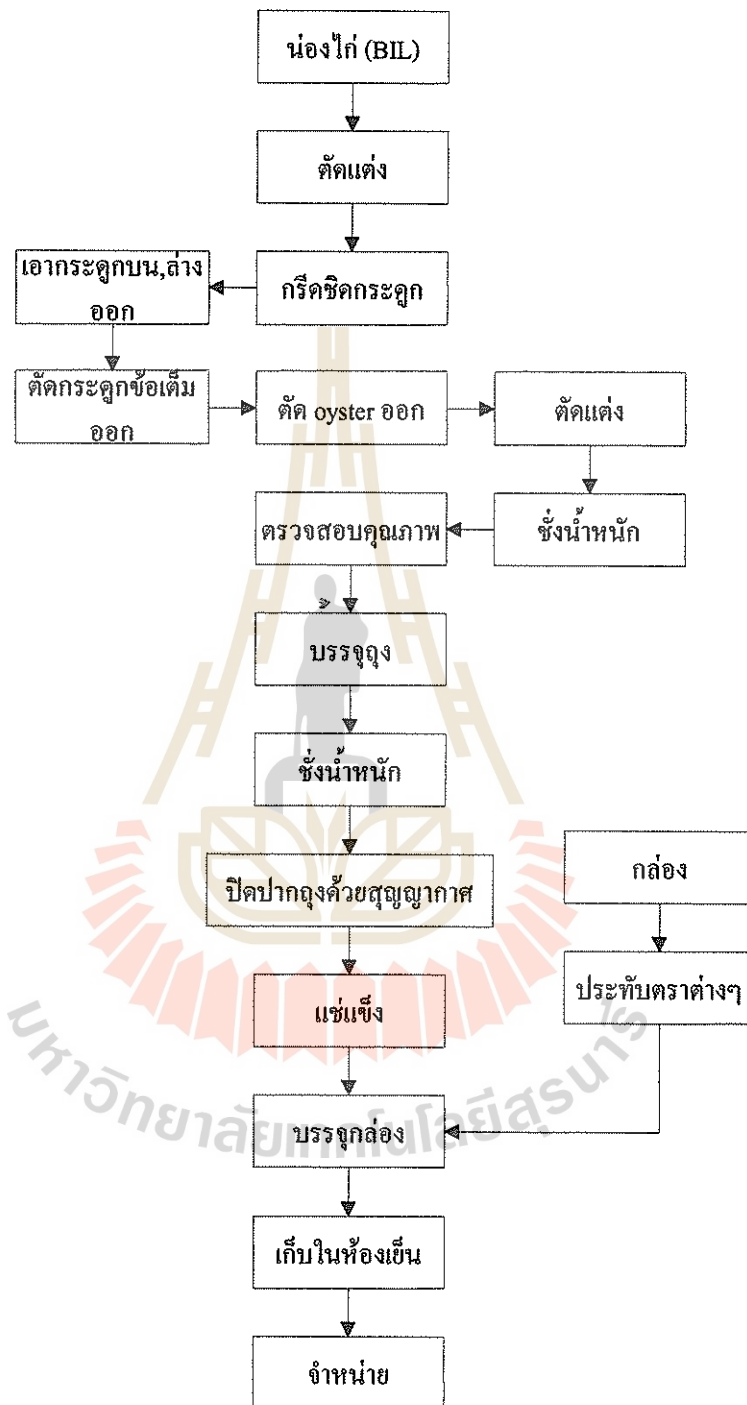 น่องไก่ (BIL)
ตัดแต่ง
กรีดชิดกระดูก
เอากระดูกบน,ล่าง
ออก
ตัดกระดูกข้อเต็ม
ออก
ตัด oyster ออก
ตัดแต่ง
ชั่งน้ำหนัก
ตรวจสอบคุณภาพ
บรรจุถุง
ชั่งน้ำหนัก
ปิดปากถุงด้วยสุญญากาศ
แช่แข็ง
กล่อง
ประทับตราต่างๆ
บรรจุกล่อง
เก็บในห้องเย็น
จำหน่าย
มหาวิทยาลัยเทคโนโลยีสุรนารี